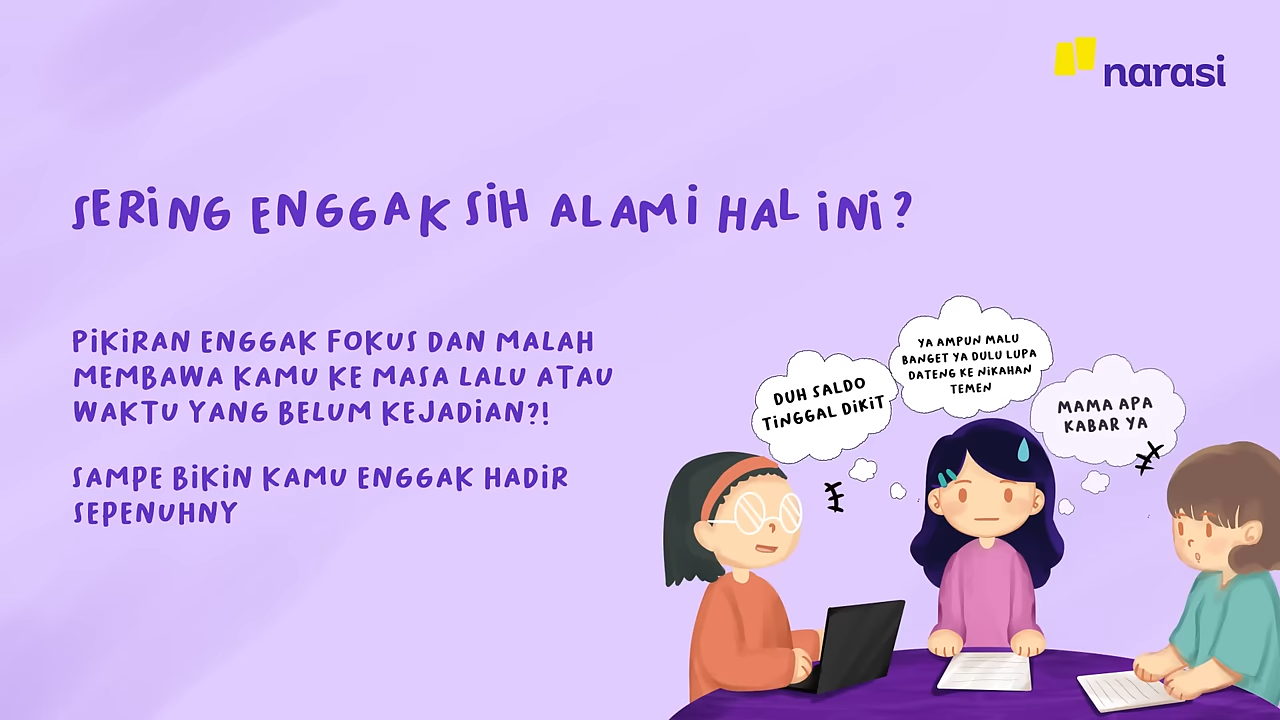 narasi
SERING ENGGAK SIH ALAMI HAL INI?
PIKIRAN ENGGAK FOKUS DAN MALAH
MEMBAWA KAMU KE MASA LALU ATAU
WAKTU YANG BELUM KEJADIAN?!
SAMPE BIKIN KAMU ENGGAK HADIR
SEPENUHNY
DUH SALDO
TINGGAL DIKIT
YA AMPUN MALU
BANGET YA DULU LUPA
DATENG KE NIKAHAN
TEMEN
MAMA APA
KABAR YA